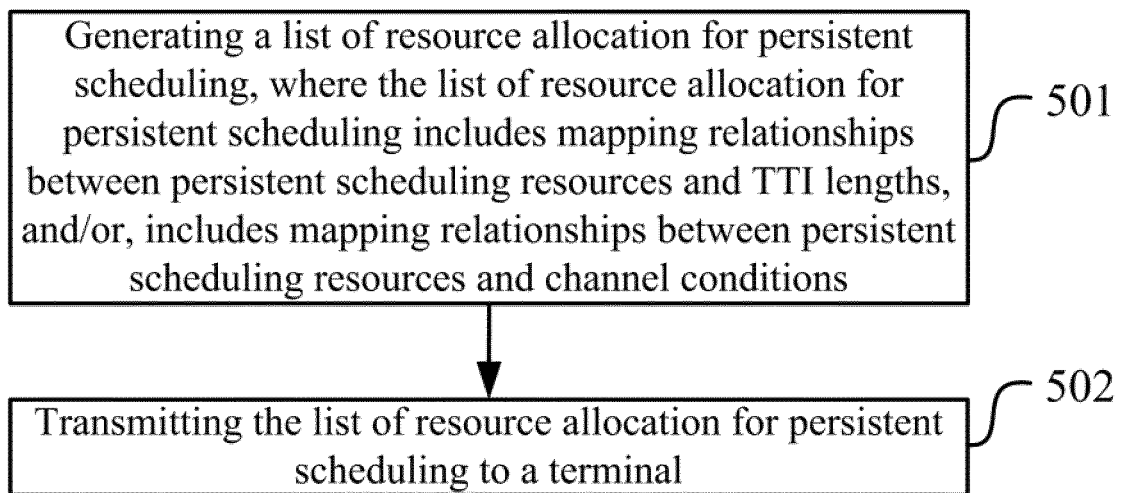 Generating a list of resource allocation for persistent
scheduling, where the list of resource allocation for
persistent scheduling includes mapping relationships
between persistent scheduling resources and TTI lengths,
and/or, includes mapping relationships between persistent
scheduling resources and channel conditions
501
Transmitting the list of resource allocation for persistent
scheduling to a terminal
502